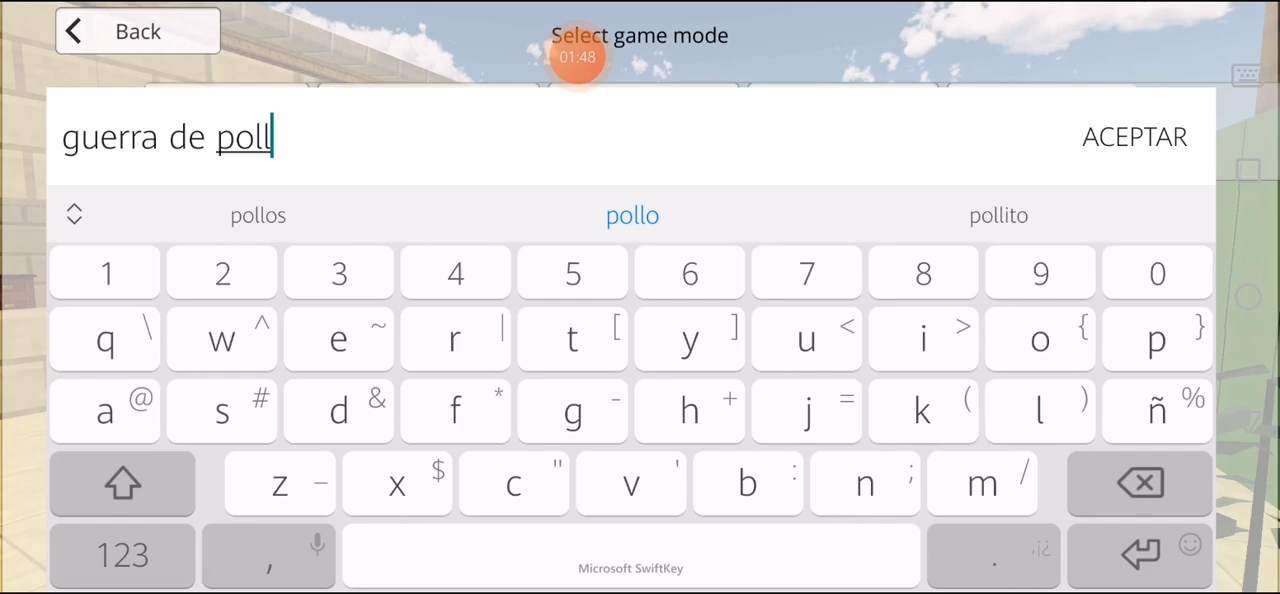 Back
Select game mode
01:48
guerra de poll
ACEPTAR
pollos pollo pollito
1 2 3 4 5 6 7 8 9 0
q \ w ^ e ~ r | t [ y ] u < i > o { p }
a @ s # d & f * g - h + j = k ( l ) ñ %
z _ x $ c " v ' b : n ; m /
123 , Microsoft SwiftKey . ¡¿